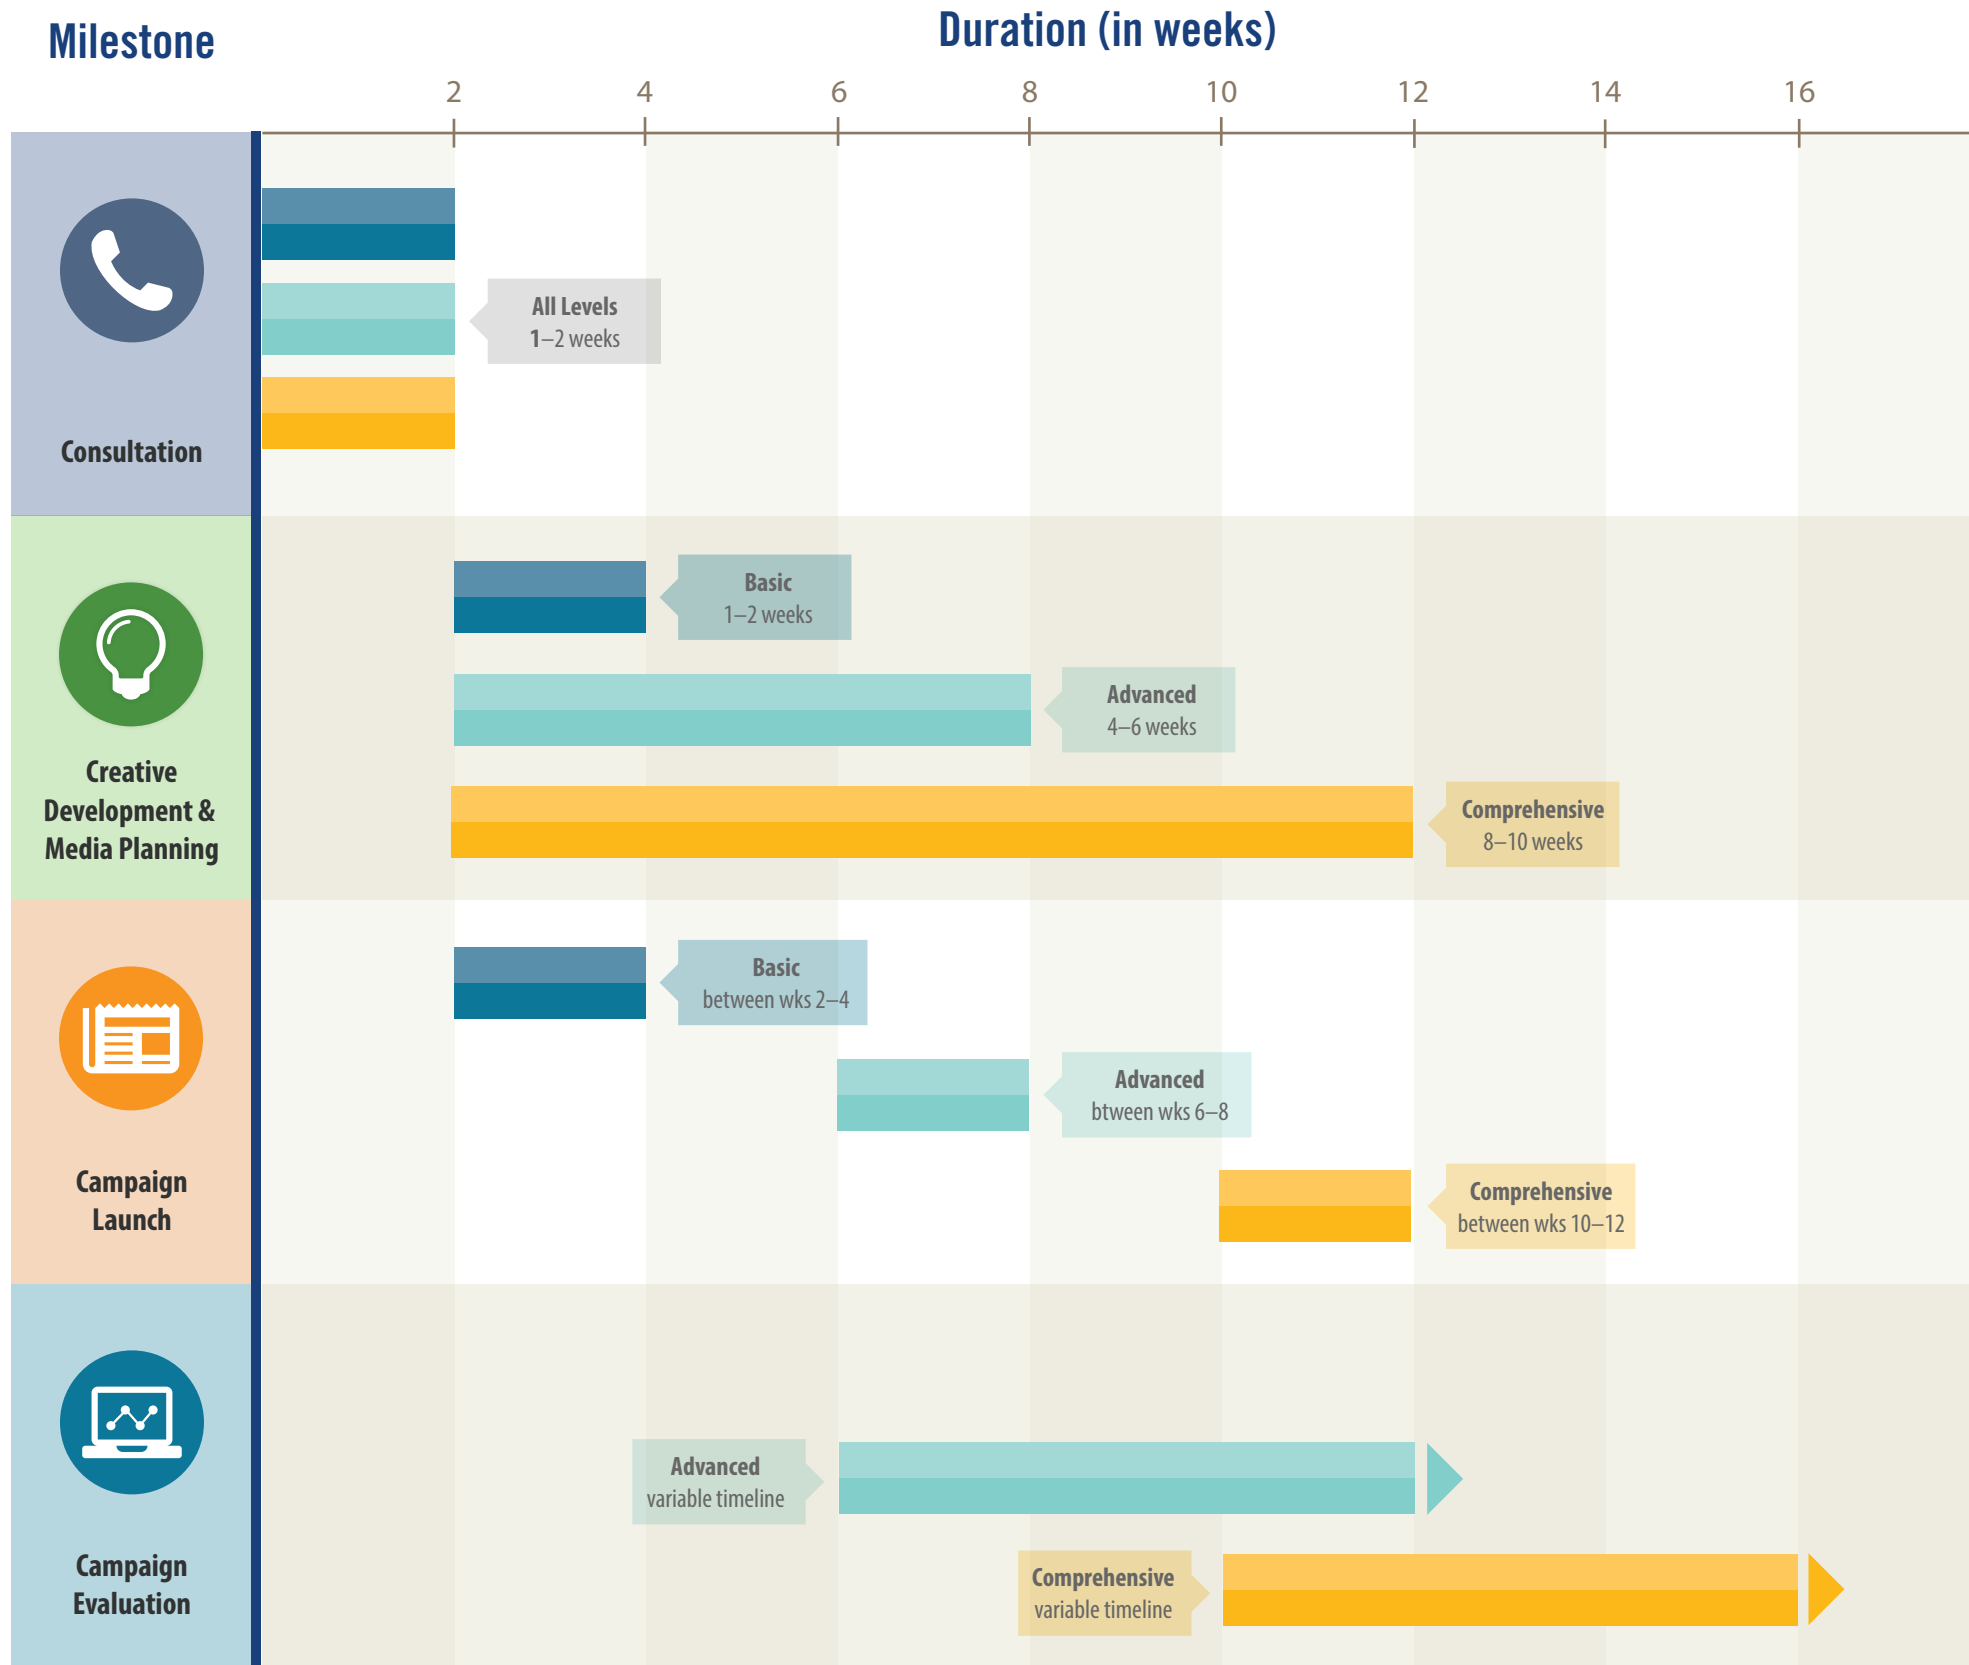 Milestone
Duration (in weeks)
2 4 6 8 10 12 14 16
All Levels
1–2 weeks
Consultation
Basic
1–2 weeks
Advanced
4–6 weeks
Comprehensive
8–10 weeks
Creative
Development &
Media Planning
Basic
between wks 2–4
Advanced
btween wks 6–8
Comprehensive
between wks 10–12
Campaign
Launch
Advanced
variable timeline
Comprehensive
variable timeline
Campaign
Evaluation